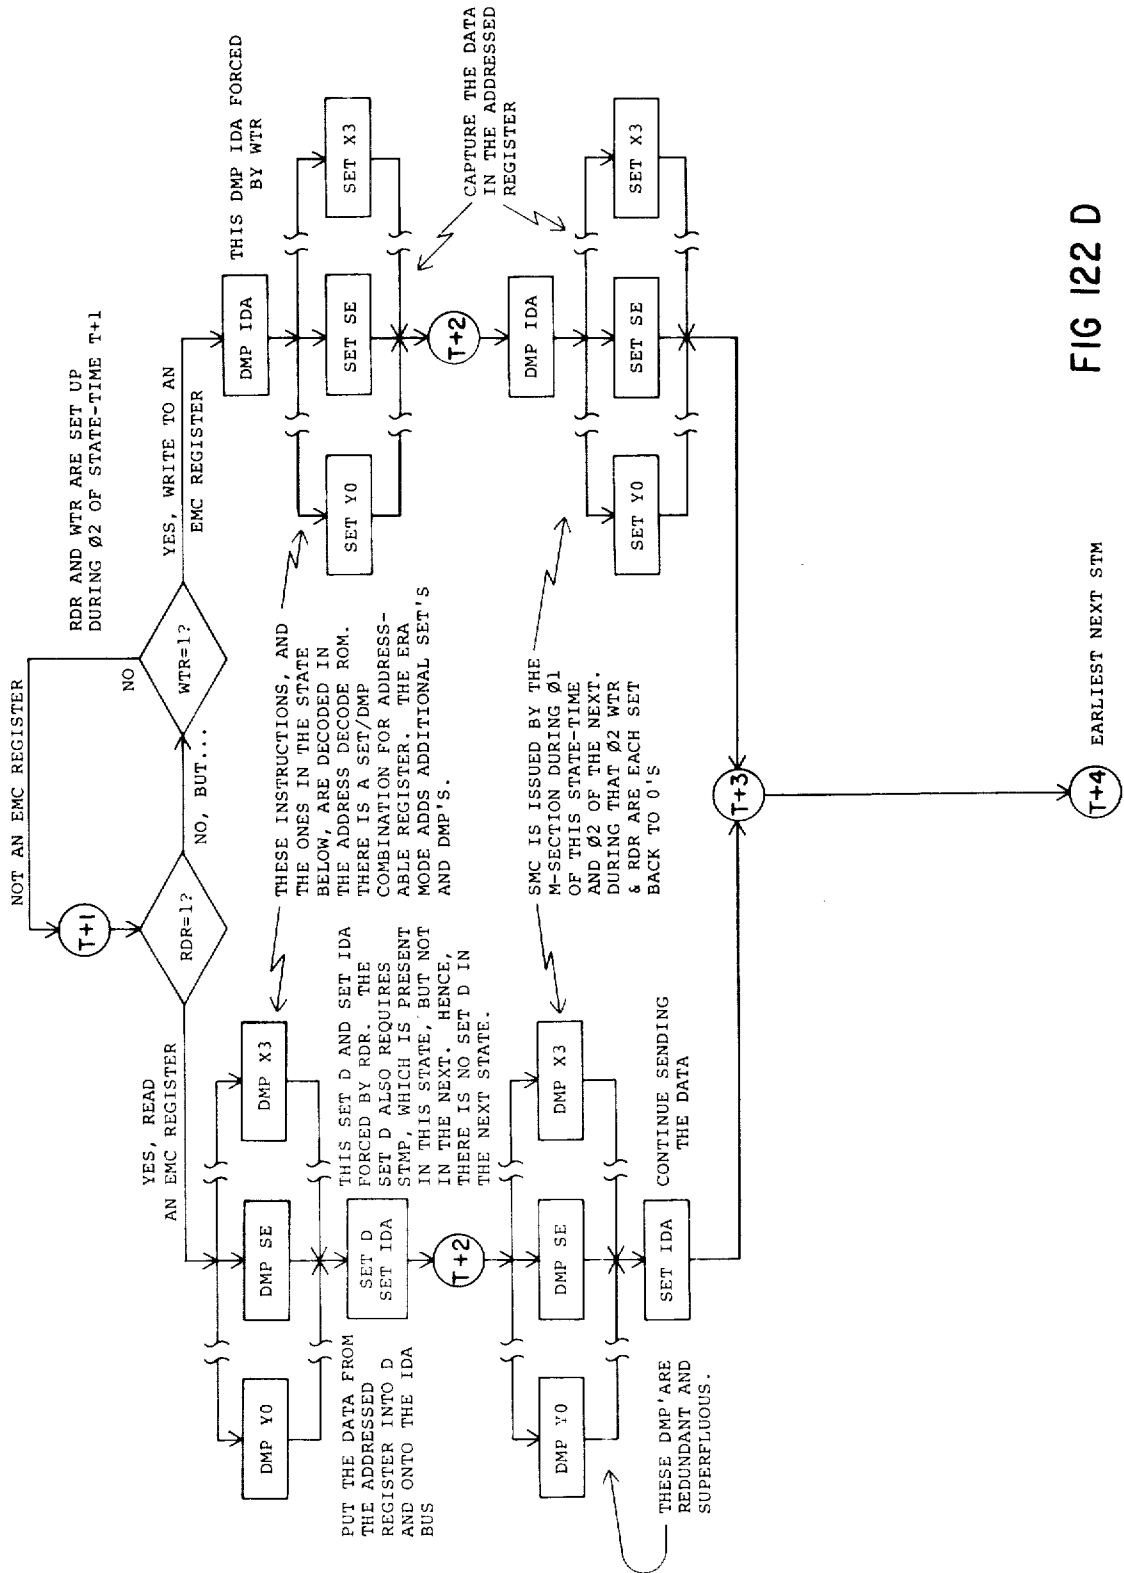 NOT AN EMC REGISTER
T+1
RDR AND WTR ARE SET UP
DURING Ø2 OF STATE-TIME T+1
RDR=1?
NO, BUT...
WTR=1?
NO
YES, READ
AN EMC REGISTER
YES, WRITE TO AN
EMC REGISTER
DMP Y0
DMP SE
DMP X3
THESE INSTRUCTIONS, AND
THE ONES IN THE STATE
BELOW, ARE DECODED IN
THE ADDRESS DECODE ROM.
THERE IS A SET/DMP
COMBINATION FOR ADDRESS-
ABLE REGISTER. THE ERA
MODE ADDS ADDITIONAL SET'S
AND DMP'S.
DMP IDA
THIS DMP IDA FORCED
BY WTR
SET Y0
SET SE
SET X3
PUT THE DATA FROM
THE ADDRESSED
REGISTER INTO D
AND ONTO THE IDA
BUS
SET D
SET IDA
THIS SET D AND SET IDA
FORCED BY RDR. THE
SET D ALSO REQUIRES
STMP, WHICH IS PRESENT
IN THIS STATE, BUT NOT
IN THE NEXT. HENCE,
THERE IS NO SET D IN
THE NEXT STATE.
T+2
T+2
CAPTURE THE DATA
IN THE ADDRESSED
REGISTER
DMP IDA
DMP Y0
DMP SE
DMP X3
SMC IS ISSUED BY THE
M-SECTION DURING Ø1
OF THIS STATE-TIME
AND Ø2 OF THE NEXT.
DURING THAT Ø2 WTR
& RDR ARE EACH SET
BACK TO 0'S
SET Y0
SET SE
SET X3
THESE DMP'ARE
REDUNDANT AND
SUPERFLUOUS.
SET IDA
CONTINUE SENDING
THE DATA
T+3
T+4
EARLIEST NEXT STM
FIG 122 D